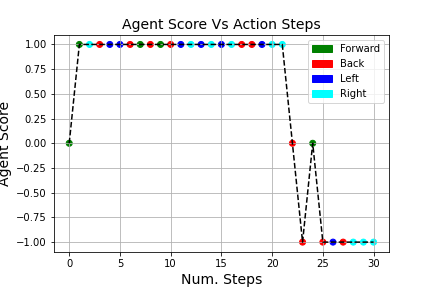 Agent Score Vs Action Steps
Agent Score
1.00
0.75
0.50
0.25
0.00
−0.25
−0.50
−0.75
−1.00
Forward
Back
Left
Right
0 5 10 15 20 25 30
Num. Steps